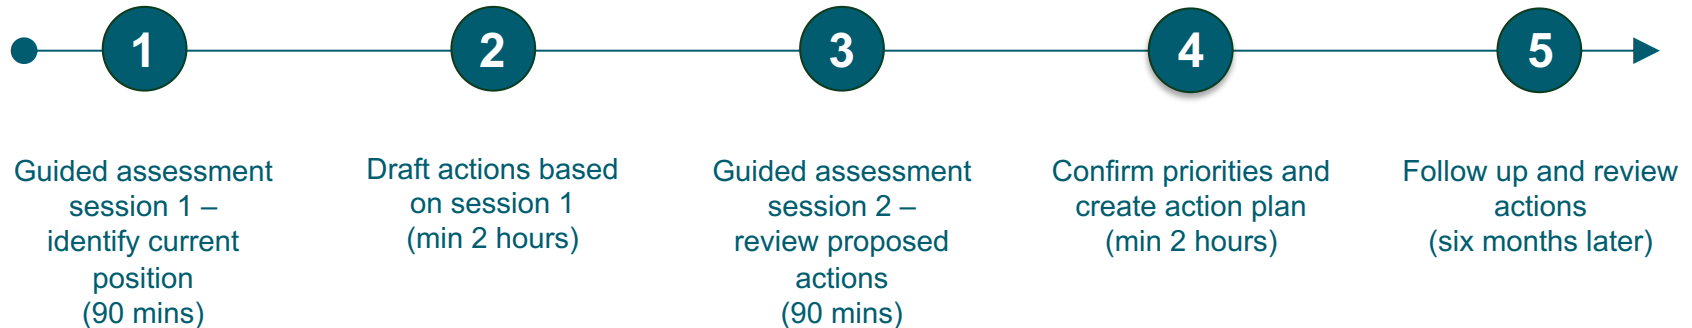 1
2
3
4
5
Guided assessment
session 1 –
identify current
position
(90 mins)
Draft actions based
on session 1
(min 2 hours)
Guided assessment
session 2 –
review proposed
actions
(90 mins)
Confirm priorities and
create action plan
(min 2 hours)
Follow up and review
actions
(six months later)